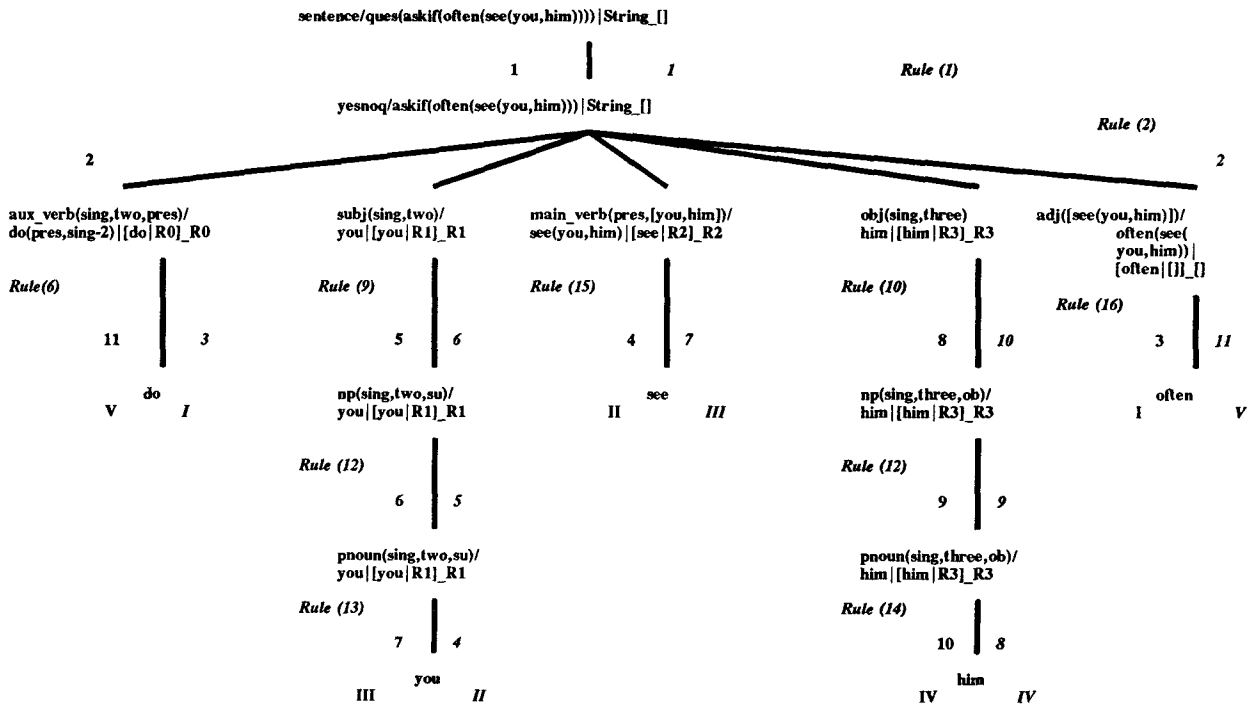 sentence/ques(askif(often(see(you,him))))|String_[]
1 1 Rule (1)
yesnoq/askif(often(see(you,him)))|String_[]
Rule (2)
2 2
aux_verb(sing,two,pres)/
do(pres,sing-2)|[do|R0]_R0
subj(sing,two)/
you|[you|R1]_R1
main_verb(pres,[you,him])/
see(you,him)|[see|R2]_R2
obj(sing,three)
him|[him|R3]_R3
adj([see(you,him)])/
often(see(
you,him))|
[often|[]]_[]
Rule(6) Rule (9) Rule (15) Rule (10) Rule (16)
11 3 5 6 4 7 8 10 3 11
do
V I
np(sing,two,su)/
you|[you|R1]_R1
see
II III
np(sing,three,ob)/
him|[him|R3]_R3
often
I V
Rule (12) Rule (12)
6 5 9 9
pnoun(sing,two,su)/
you|[you|R1]_R1
pnoun(sing,three,ob)/
him|[him|R3]_R3
Rule (13) Rule (14)
7 4 10 8
you
III II
him
IV IV